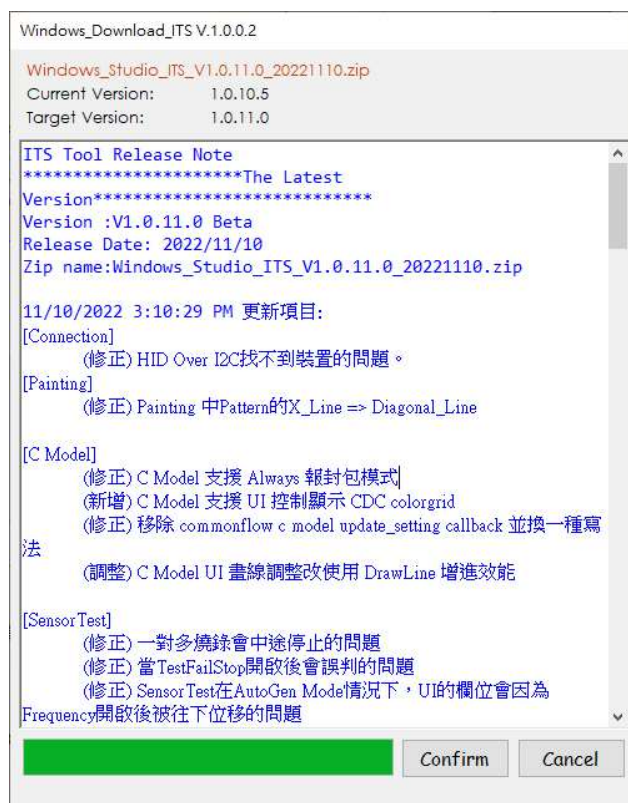 Windows_Download_ITS V.1.0.0.2
Windows_Studio_ITS_V1.0.11.0_20221110.zip
Current Version: 1.0.10.5
Target Version: 1.0.11.0
ITS Tool Release Note
**********************The Latest
Version****************************
Version :V1.0.11.0 Beta
Release Date: 2022/11/10
Zip name:Windows_Studio_ITS_V1.0.11.0_20221110.zip
11/10/2022 3:10:29 PM 更新項目:
[Connection]
(修正) HID Over I2C找不到裝置的問題。
[Painting]
(修正) Painting 中Pattern的X_Line => Diagonal_Line
[C Model]
(修正) C Model 支援 Always 報封包模式
(新增) C Model 支援 UI 控制顯示 CDC colorgrid
(修正) 移除 commonflow c model update_setting callback 並換一種寫
法
(調整) C Model UI 畫線調整改使用 DrawLine 增進效能
[SensorTest]
(修正) 一對多燒錄會中途停止的問題
(修正) 當TestFailStop開啟後會誤判的問題
(修正) SensorTest在AutoGen Mode情況下，UI的欄位會因為
Frequency開啟後被往下位移的問題
Confirm Cancel